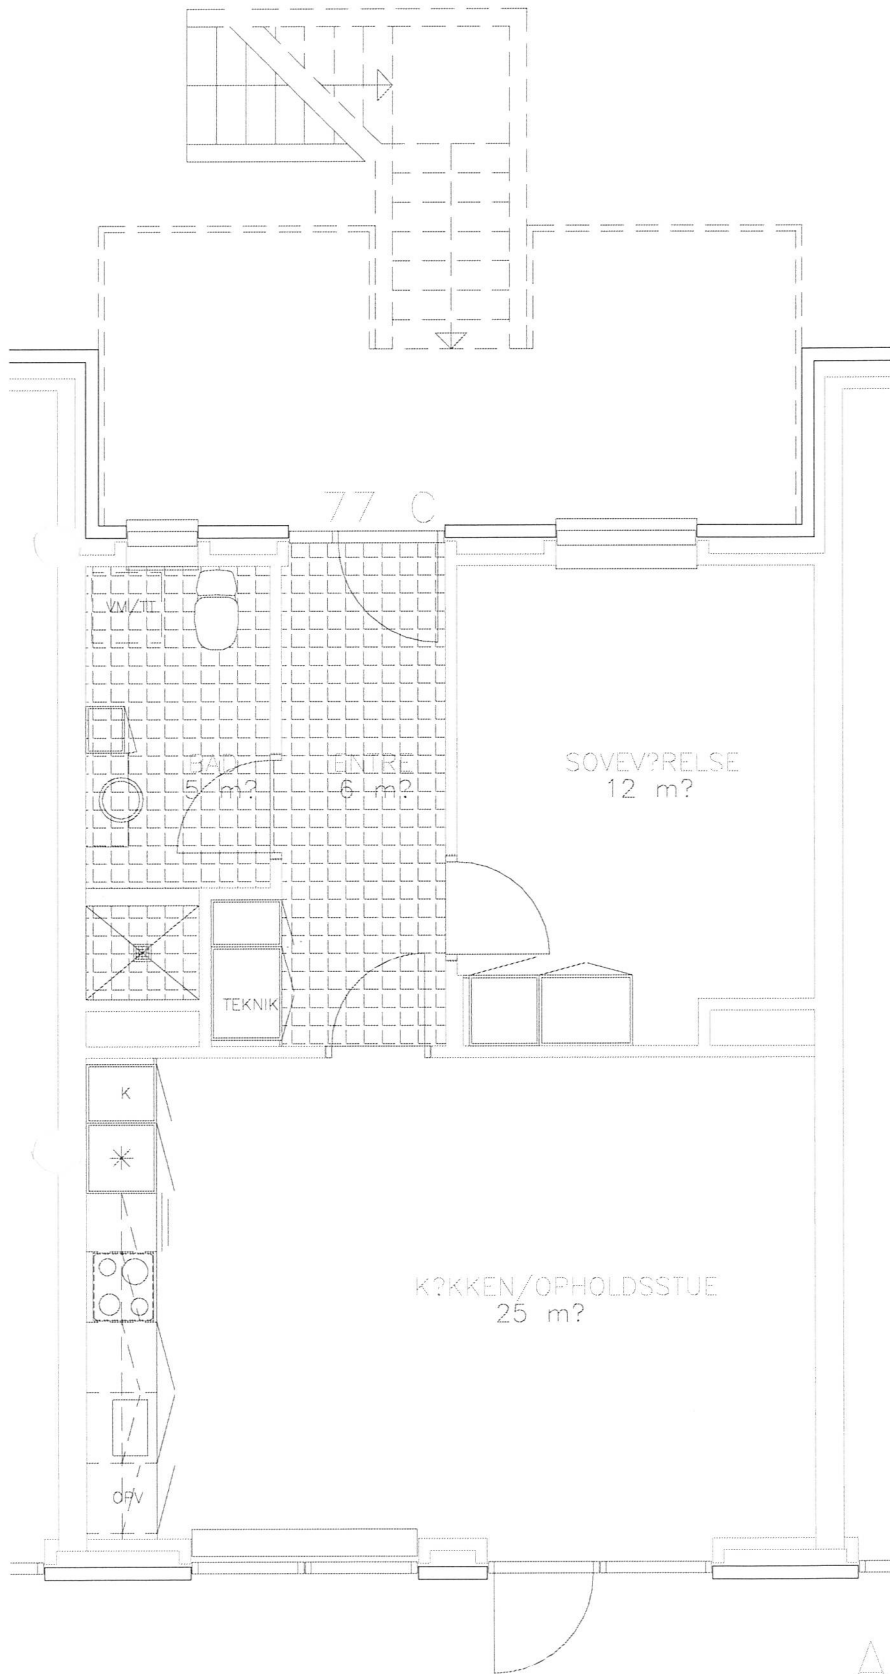 77 C
VM/TT
BAD
5 m?
ENTRE
6 m?
SOVEV?RELSE
12 m?
TEKNIK
K
K?KKEN/OPHOLDSSTUE
25 m?
OPV